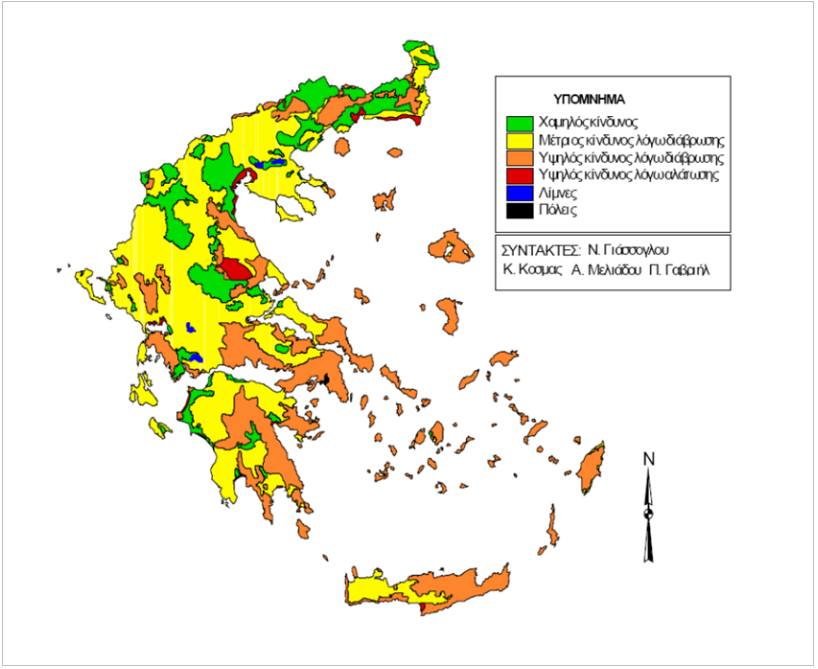 ΥΠΟΜΝΗΜΑ
Χαμηλός κίνδυνος
Μέτριος κίνδυνος λόγω διάβρωσης
Υψηλός κίνδυνος λόγω διάβρωσης
Υψηλός κίνδυνος λόγω αλάτωσης
Λίμνες
Πόλεις
ΣΥΝΤΑΚΤΕΣ: Ν. Γιάσσογλου
Κ. Κοσμας Α. Μελιάδου Π. Γαβριήλ
N